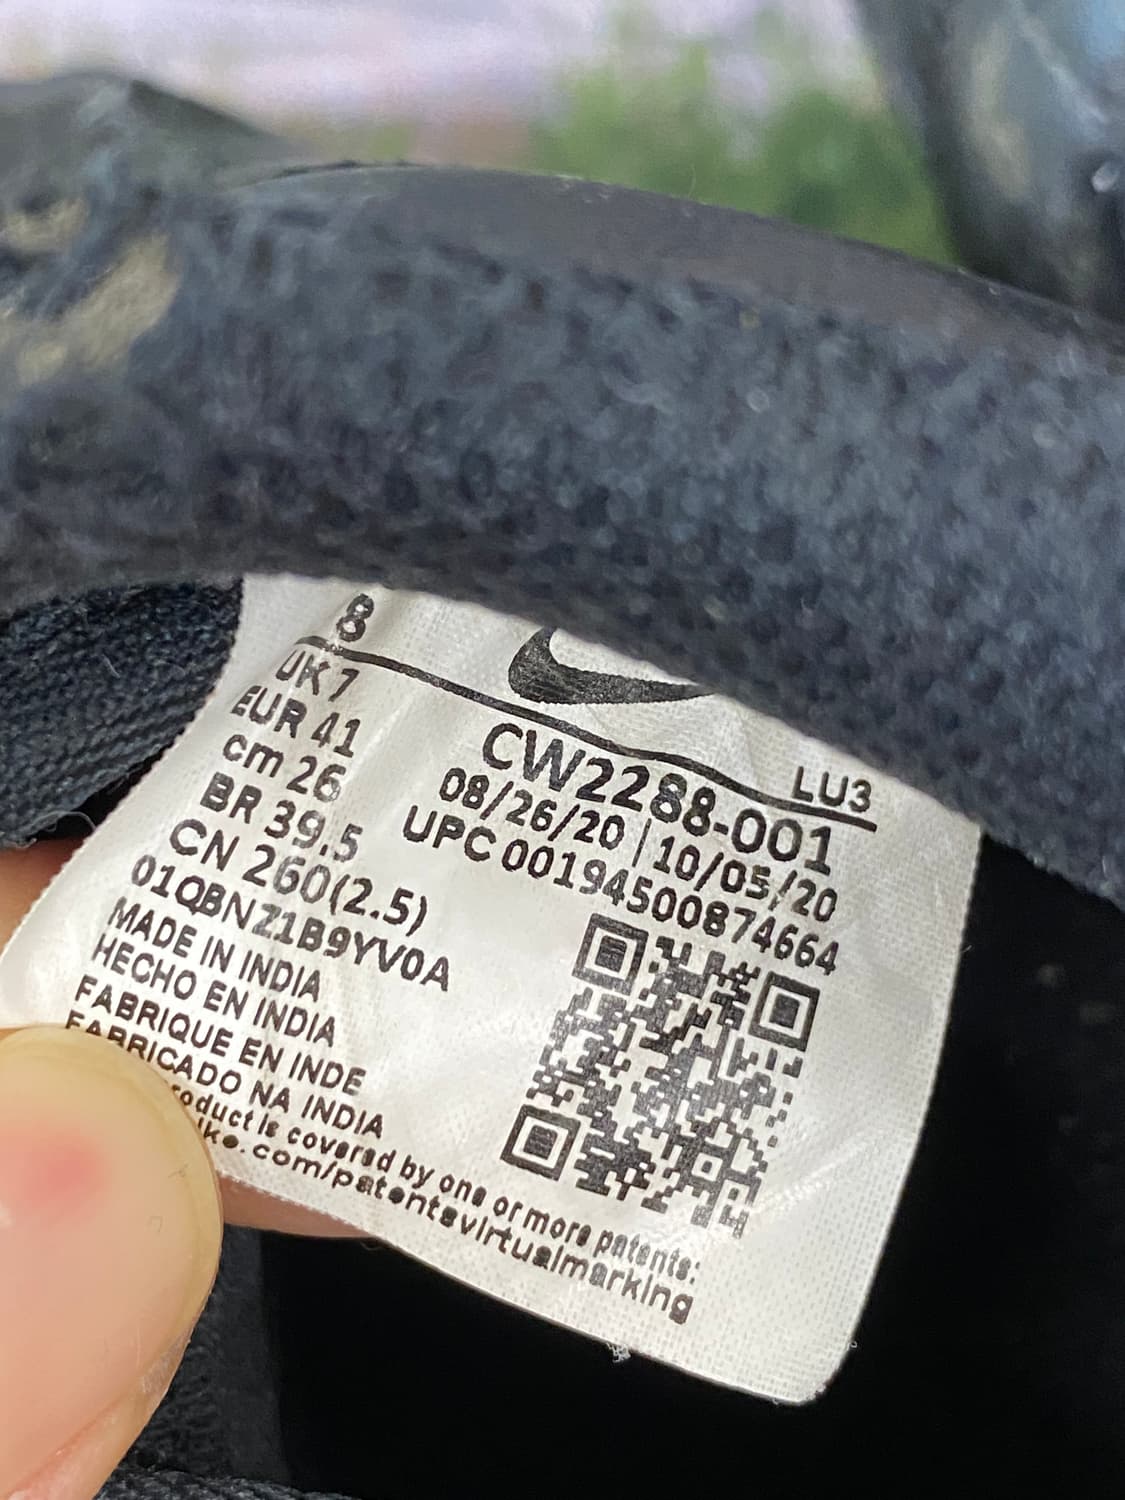 8
UK 7
EUR 41
cm 26
BR 39.5
CN 260(2.5)
01QBNZ1B9YV0A
MADE IN INDIA
HECHO EN INDIA
FABRIQUE EN INDE
FABRICADO NA INDIA
LU3
CW2288-001
08/26/20 | 10/05/20
UPC 00194500874664
roduct is covered by one or more patents:
ike.com/patentsvirtualmarking